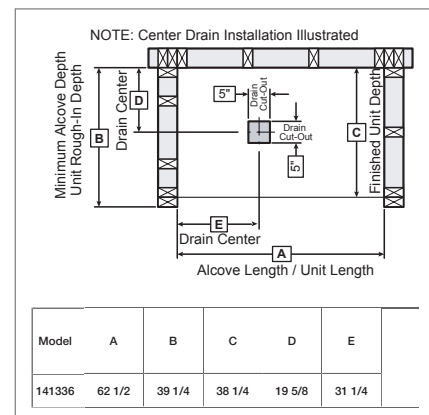 NOTE: Center Drain Installation Illustrated
Minimum Alcove Depth
Unit Rough-In Depth
B
Drain Center
D
5"
Drain
Cut-Out
Drain
Cut-Out
5"
C
Finished Unit Depth
E
Drain Center
A
Alcove Length / Unit Length
Model A B C D E
141336 62 1/2 39 1/4 38 1/4 19 5/8 31 1/4